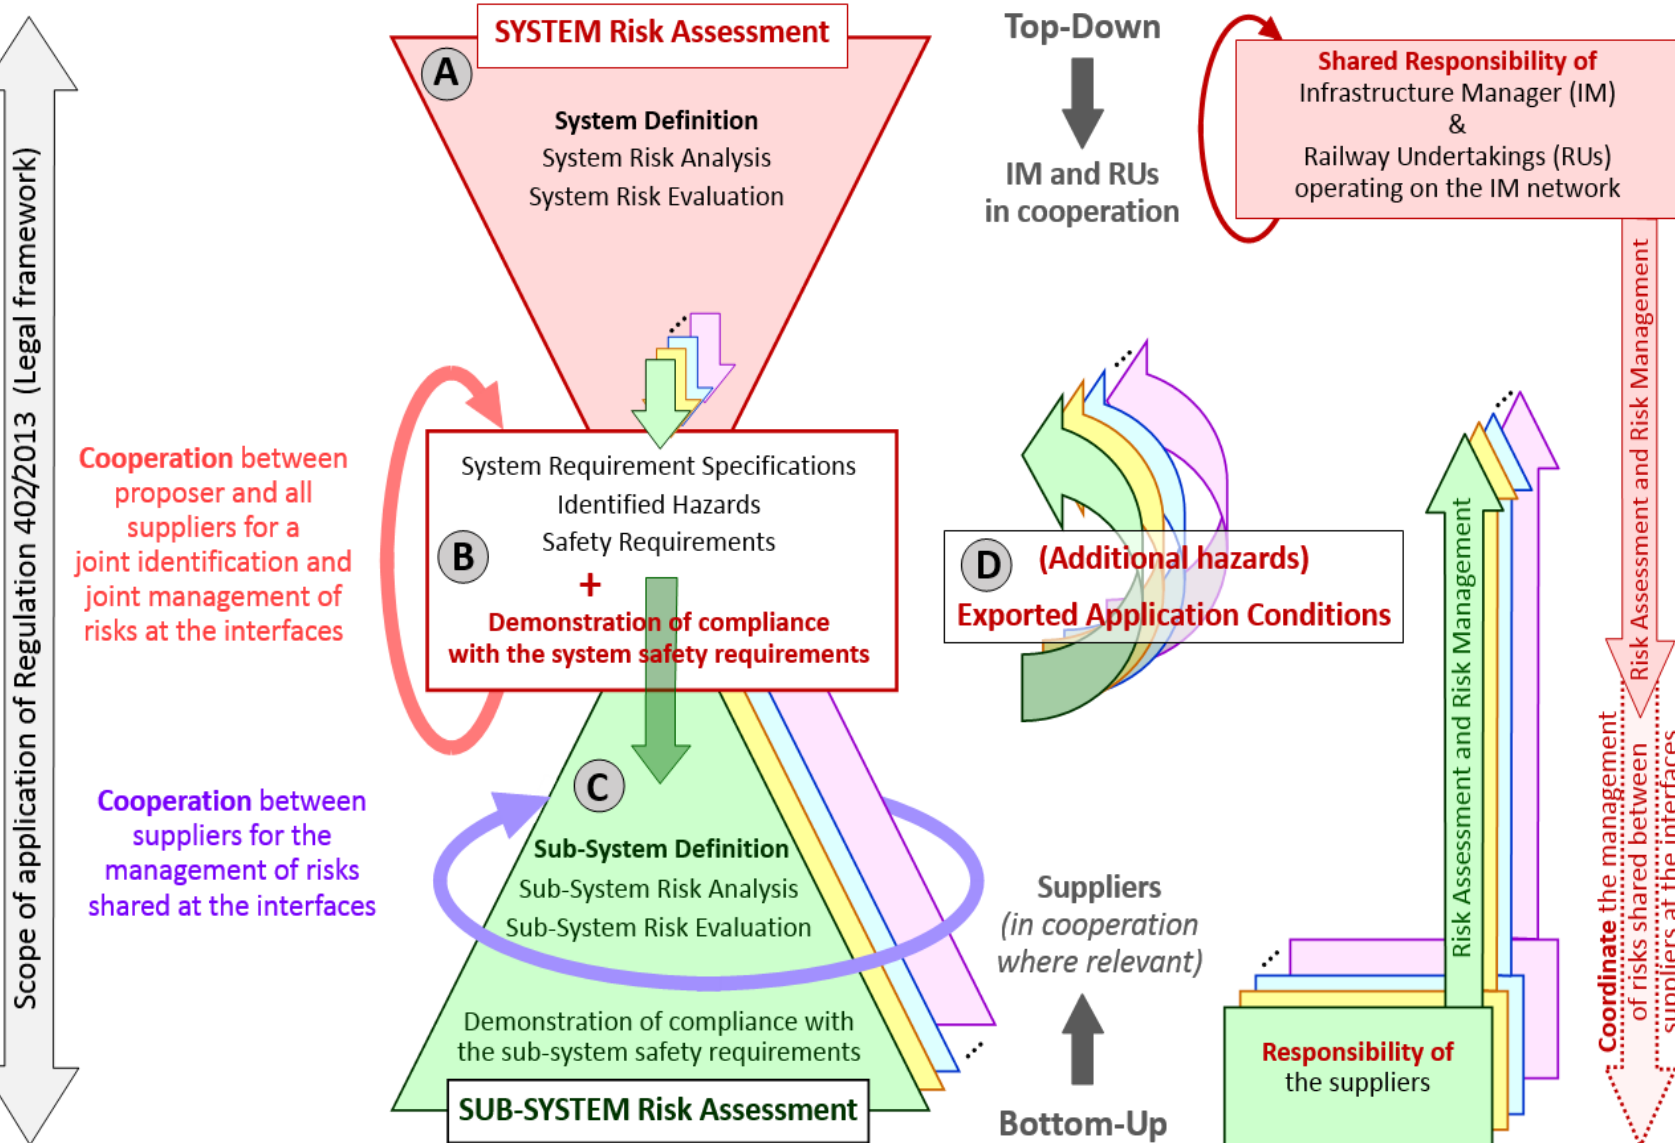 Scope of application of Regulation 402/2013 (Legal framework)
SYSTEM Risk Assessment
A
System Definition
System Risk Analysis
System Risk Evaluation
Top-Down
IM and RUs
in cooperation
Shared Responsibility of
Infrastructure Manager (IM)
&
Railway Undertakings (RUs)
operating on the IM network
Risk Assessment and Risk Management
Cooperation between
proposer and all
suppliers for a
joint identification and
joint management of
risks at the interfaces
System Requirement Specifications
Identified Hazards
Safety Requirements
B
+
Demonstration of compliance
with the system safety requirements
D
(Additional hazards)
Exported Application Conditions
Risk Assessment and Risk Management
Coordinate the management
of risks shared between
suppliers at the interfaces
Cooperation between
suppliers for the
management of risks
shared at the interfaces
C
Sub-System Definition
Sub-System Risk Analysis
Sub-System Risk Evaluation
Demonstration of compliance with
the sub-system safety requirements
SUB-SYSTEM Risk Assessment
Suppliers
(in cooperation
where relevant)
Bottom-Up
Responsibility of
the suppliers